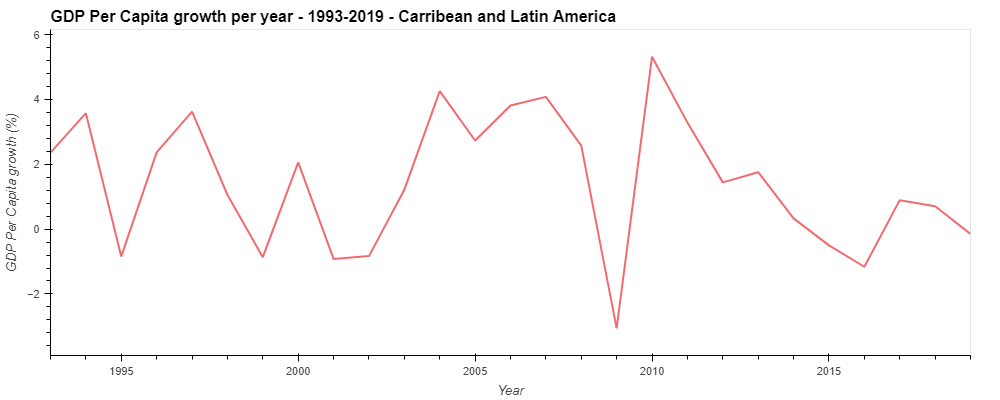 GDP Per Capita growth per year - 1993-2019 - Carribean and Latin America
6
4
2
0
−2
GDP Per Capita growth (%)
1995 2000 2005 2010 2015
Year